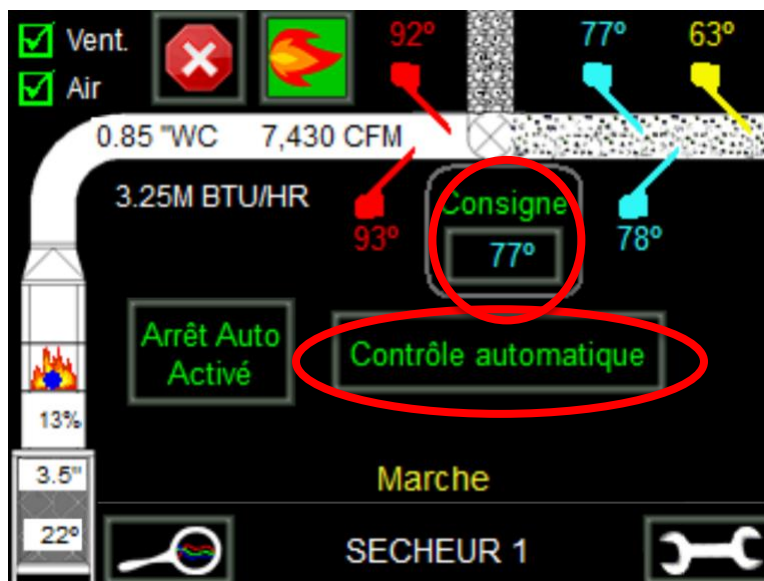 Vent.
Air
92º
77º
63º
0.85 "WC
7,430 CFM
3.25M BTU/HR
93º
Consigne
77º
78º
Arrêt Auto
Activé
Contrôle automatique
13%
3.5"
22º
Marche
SECHEUR 1